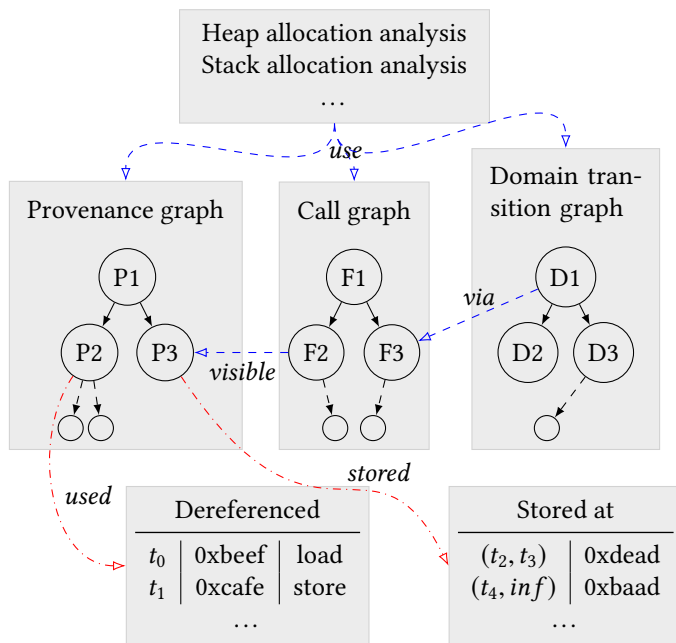 Heap allocation analysis
Stack allocation analysis
...
use
Provenance graph
Call graph
Domain tran-
sition graph
P1
F1
D1
via
P2
P3
visible
F2
F3
D2
D3
used
stored
Dereferenced
t₀ 0xbeef load
t₁ 0xcafe store
...
Stored at
(t₂, t₃) 0xdead
(t₄, inf) 0xbaad
...